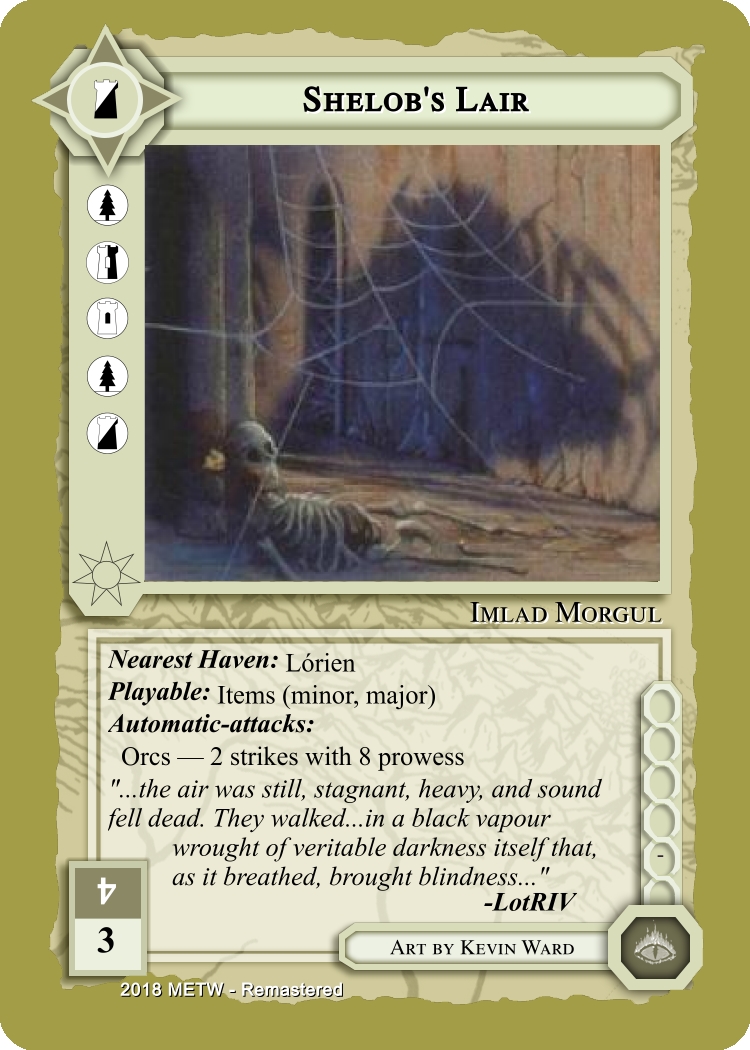 Shelob's Lair
Imlad Morgul
Nearest Haven: Lórien
Playable: Items (minor, major)
Automatic-attacks:
Orcs — 2 strikes with 8 prowess
"...the air was still, stagnant, heavy, and sound
fell dead. They walked...in a black vapour
wrought of veritable darkness itself that,
as it breathed, brought blindness..."
-LotRIV
-
4
3
Art by Kevin Ward
2018 METW - Remastered